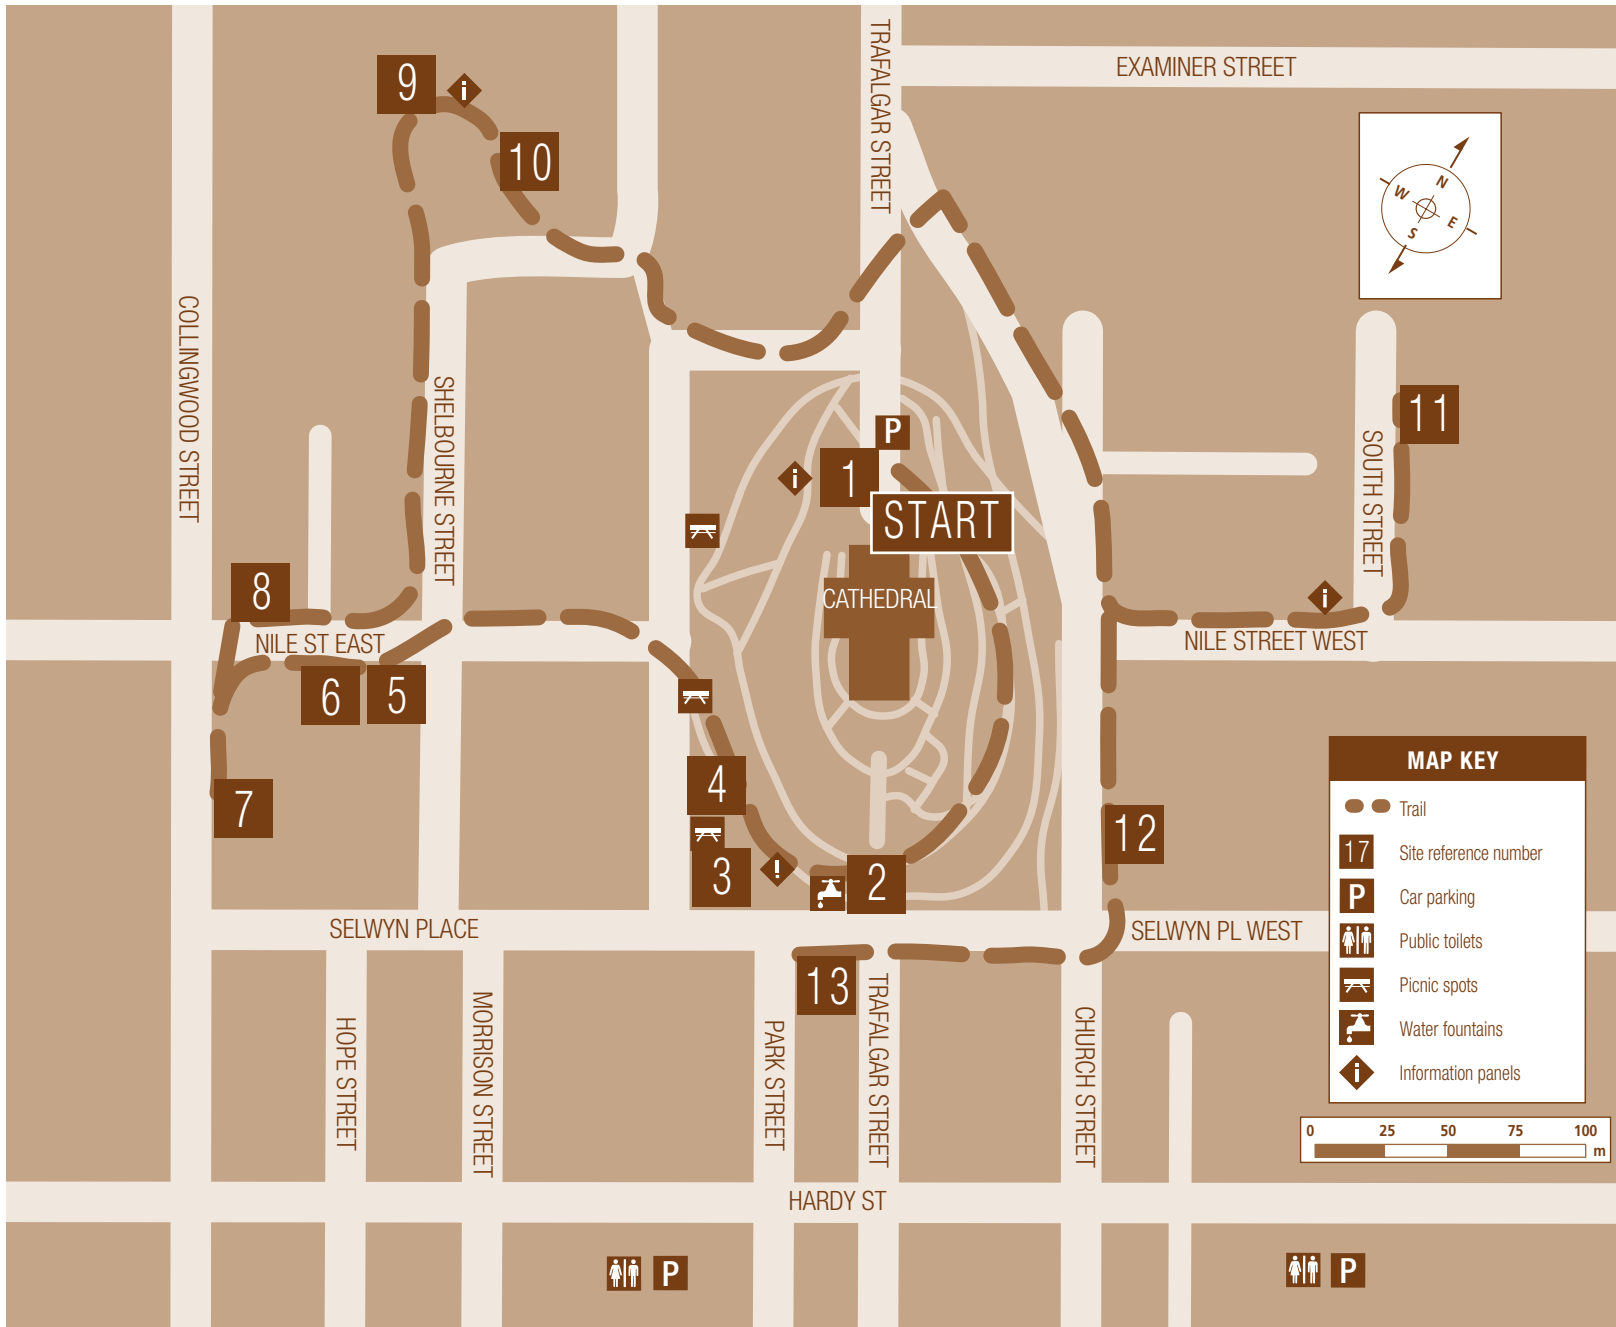 TRAFALGAR STREET
EXAMINER STREET
9
i
10
N
W
E
S
COLLINGWOOD STREET
SHELBOURNE STREET
P
1
i
START
11
SOUTH STREET
CATHEDRAL
8
i
NILE ST EAST
NILE STREET WEST
6
5
4
7
3
!
2
12
MAP KEY
Trail
17 Site reference number
P Car parking
Public toilets
Picnic spots
Water fountains
i Information panels
SELWYN PLACE
SELWYN PL WEST
13
HOPE STREET
MORRISON STREET
PARK STREET
TRAFALGAR STREET
CHURCH STREET
0 25 50 75 100
m
HARDY ST
P
P